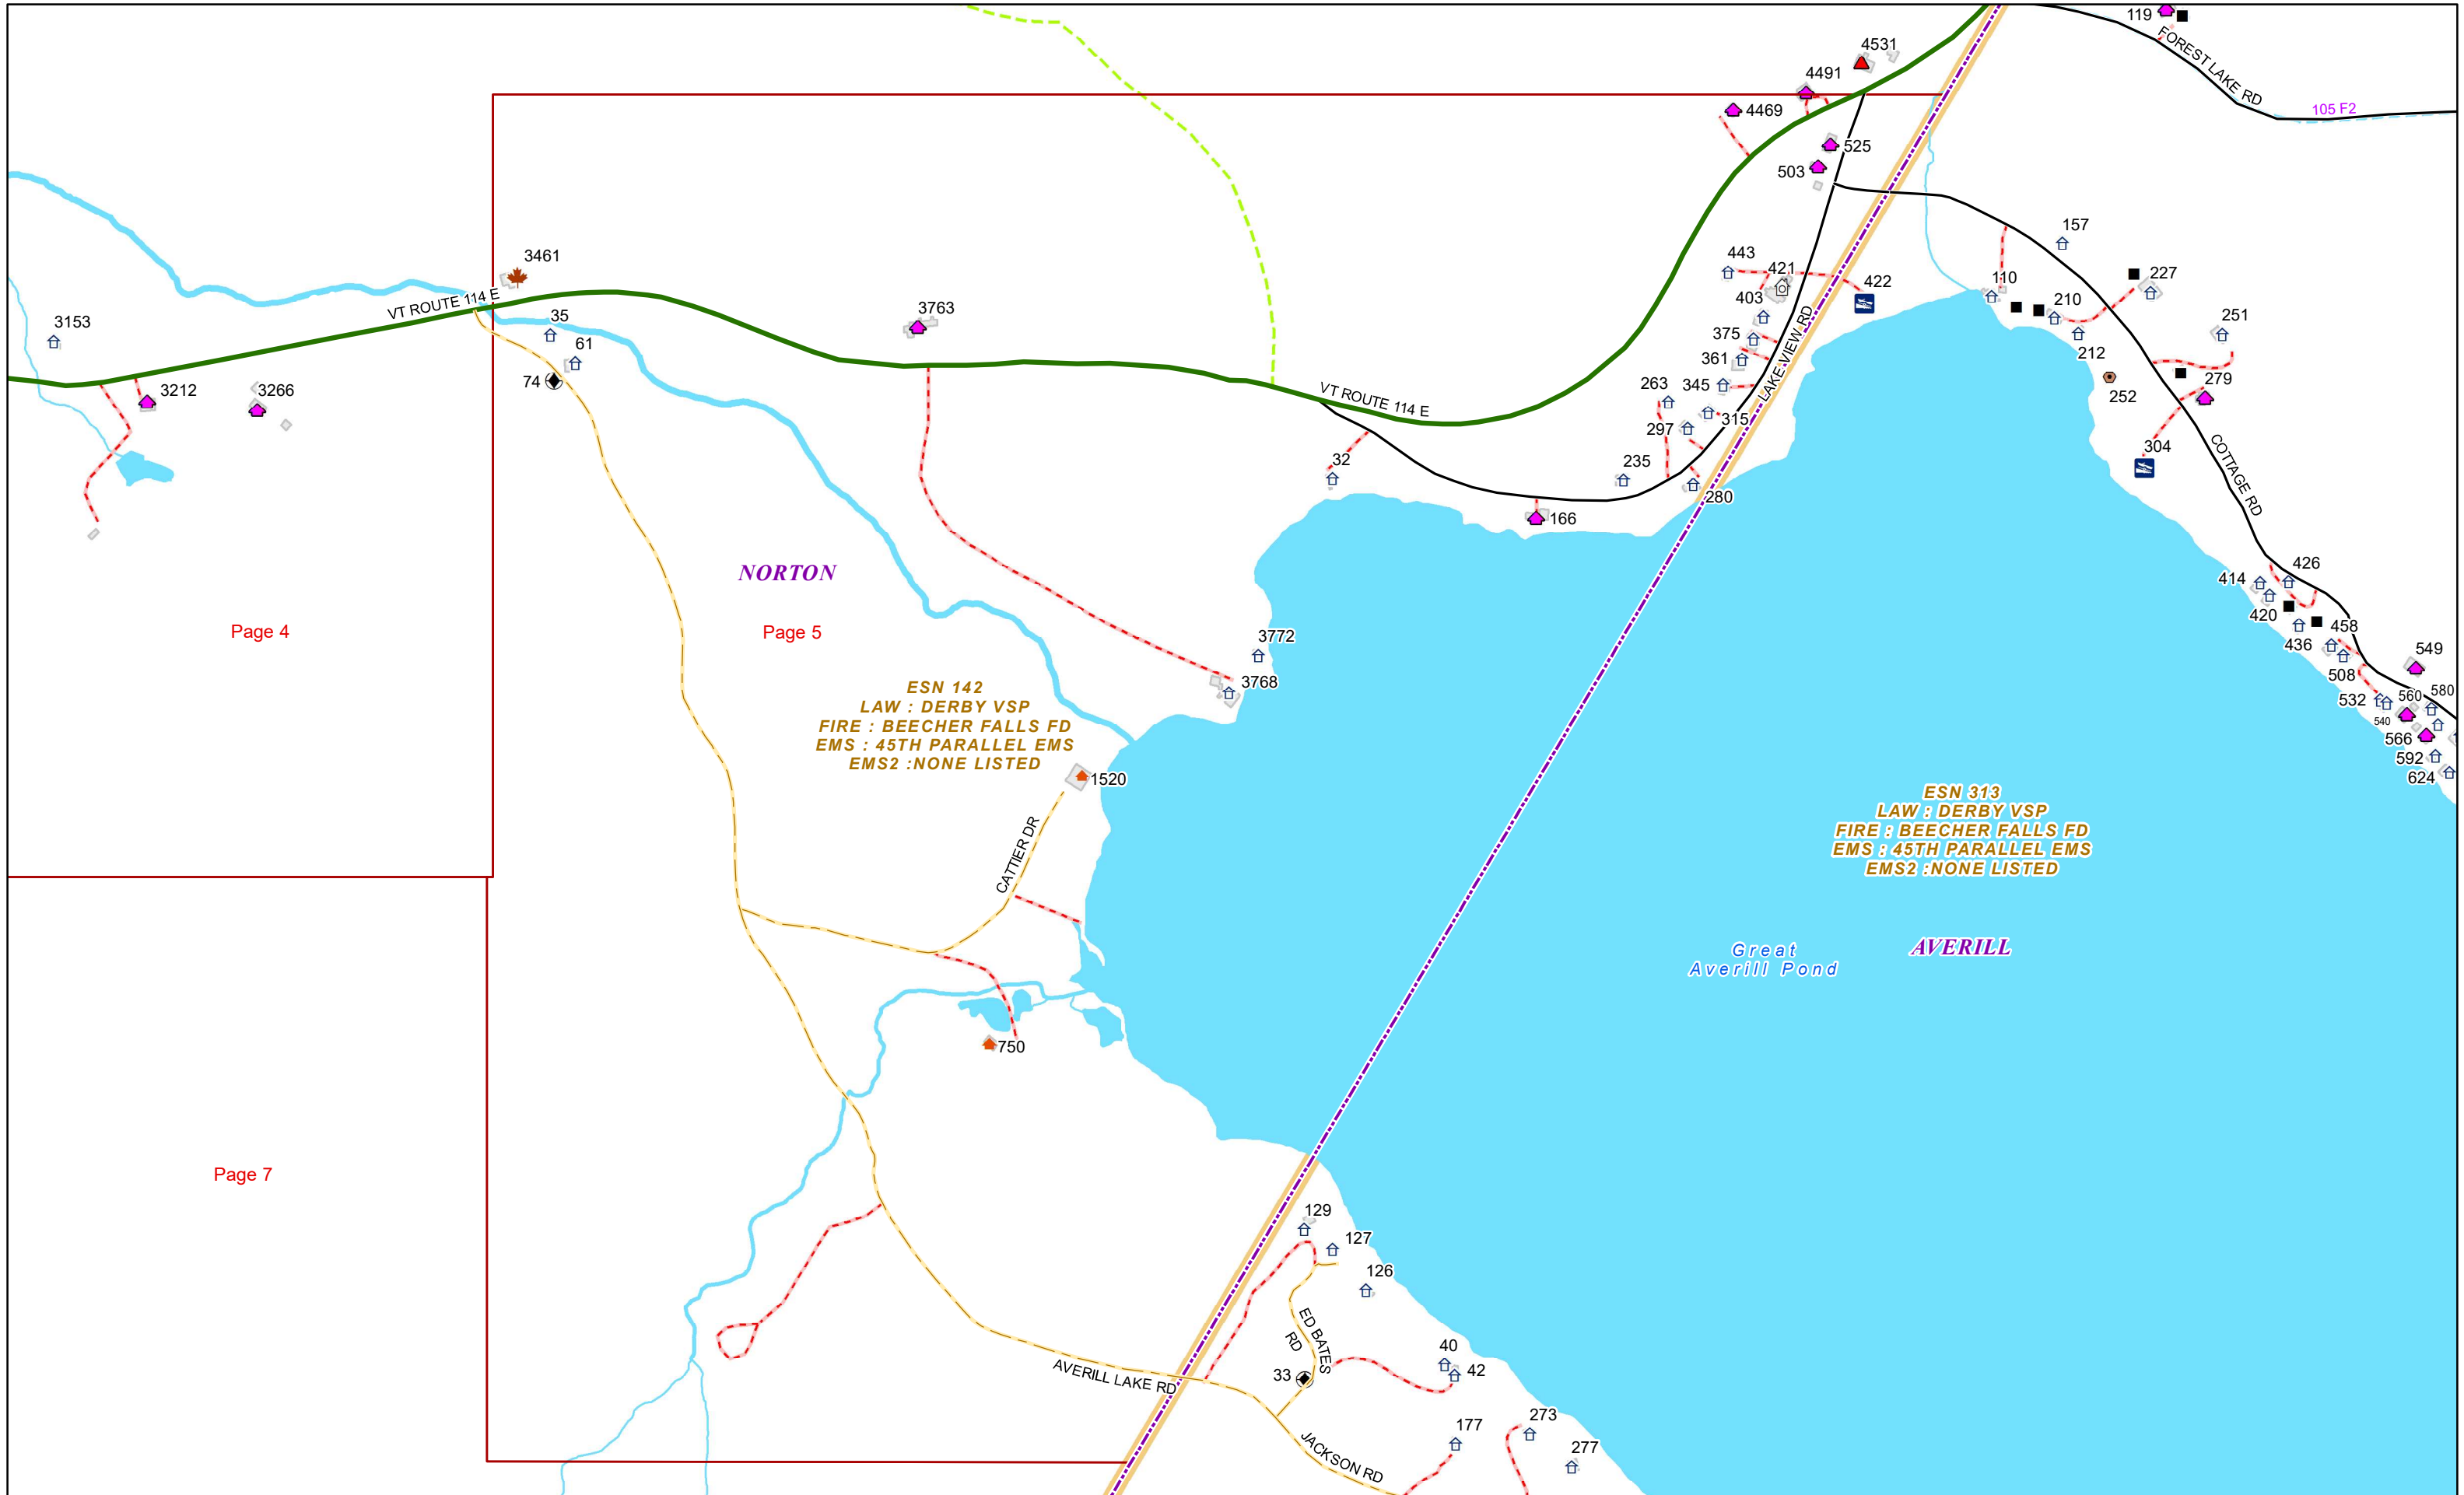 119
FOREST LAKE RD
105 F2
4531
4491
4469
525
503
157
3461
VT ROUTE 114 E
443
421
422
403
110
227
210
251
3153
35
3763
375
361
LAKE VIEW RD
212
61
74
263
345
279
252
3212
3266
VT ROUTE 114 E
297
315
304
COTTAGE RD
32
235
280
166
NORTON
414
426
420
Page 4
Page 5
3772
436
458
549
3768
508
532
560
580
540
566
592
624
ESN 142
LAW : DERBY VSP
FIRE : BEECHER FALLS FD
EMS : 45TH PARALLEL EMS
EMS2 :NONE LISTED
1520
ESN 313
LAW : DERBY VSP
FIRE : BEECHER FALLS FD
EMS : 45TH PARALLEL EMS
EMS2 :NONE LISTED
CATTIER DR
Great
Averill Pond
AVERILL
750
Page 7
129
127
126
ED BATES
RD
40
42
33
AVERILL LAKE RD
177
273
JACKSON RD
277